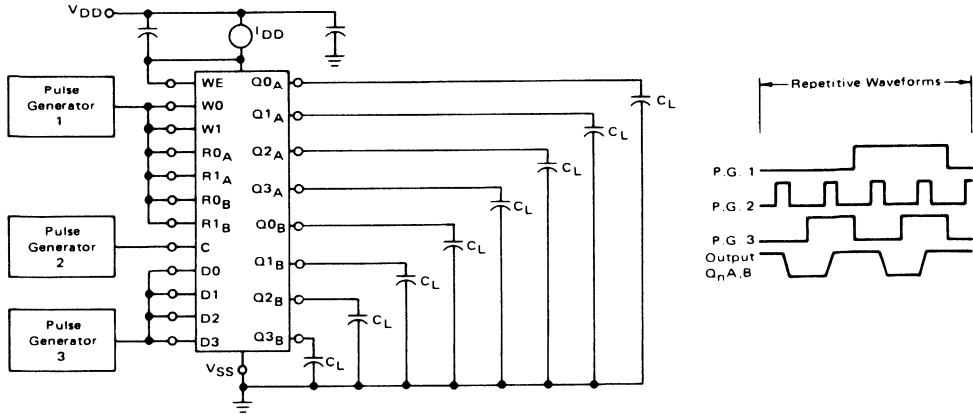 VDD
IDD
Pulse
Generator
1
Pulse
Generator
2
Pulse
Generator
3
WE
W0
W1
R0A
R1A
R0B
R1B
C
D0
D1
D2
D3
Q0A
Q1A
Q2A
Q3A
Q0B
Q1B
Q2B
Q3B
VSS
CL
CL
CL
CL
CL
CL
CL
CL
Repetitive Waveforms
P.G. 1
P.G. 2
P.G. 3
Output
QnA,B